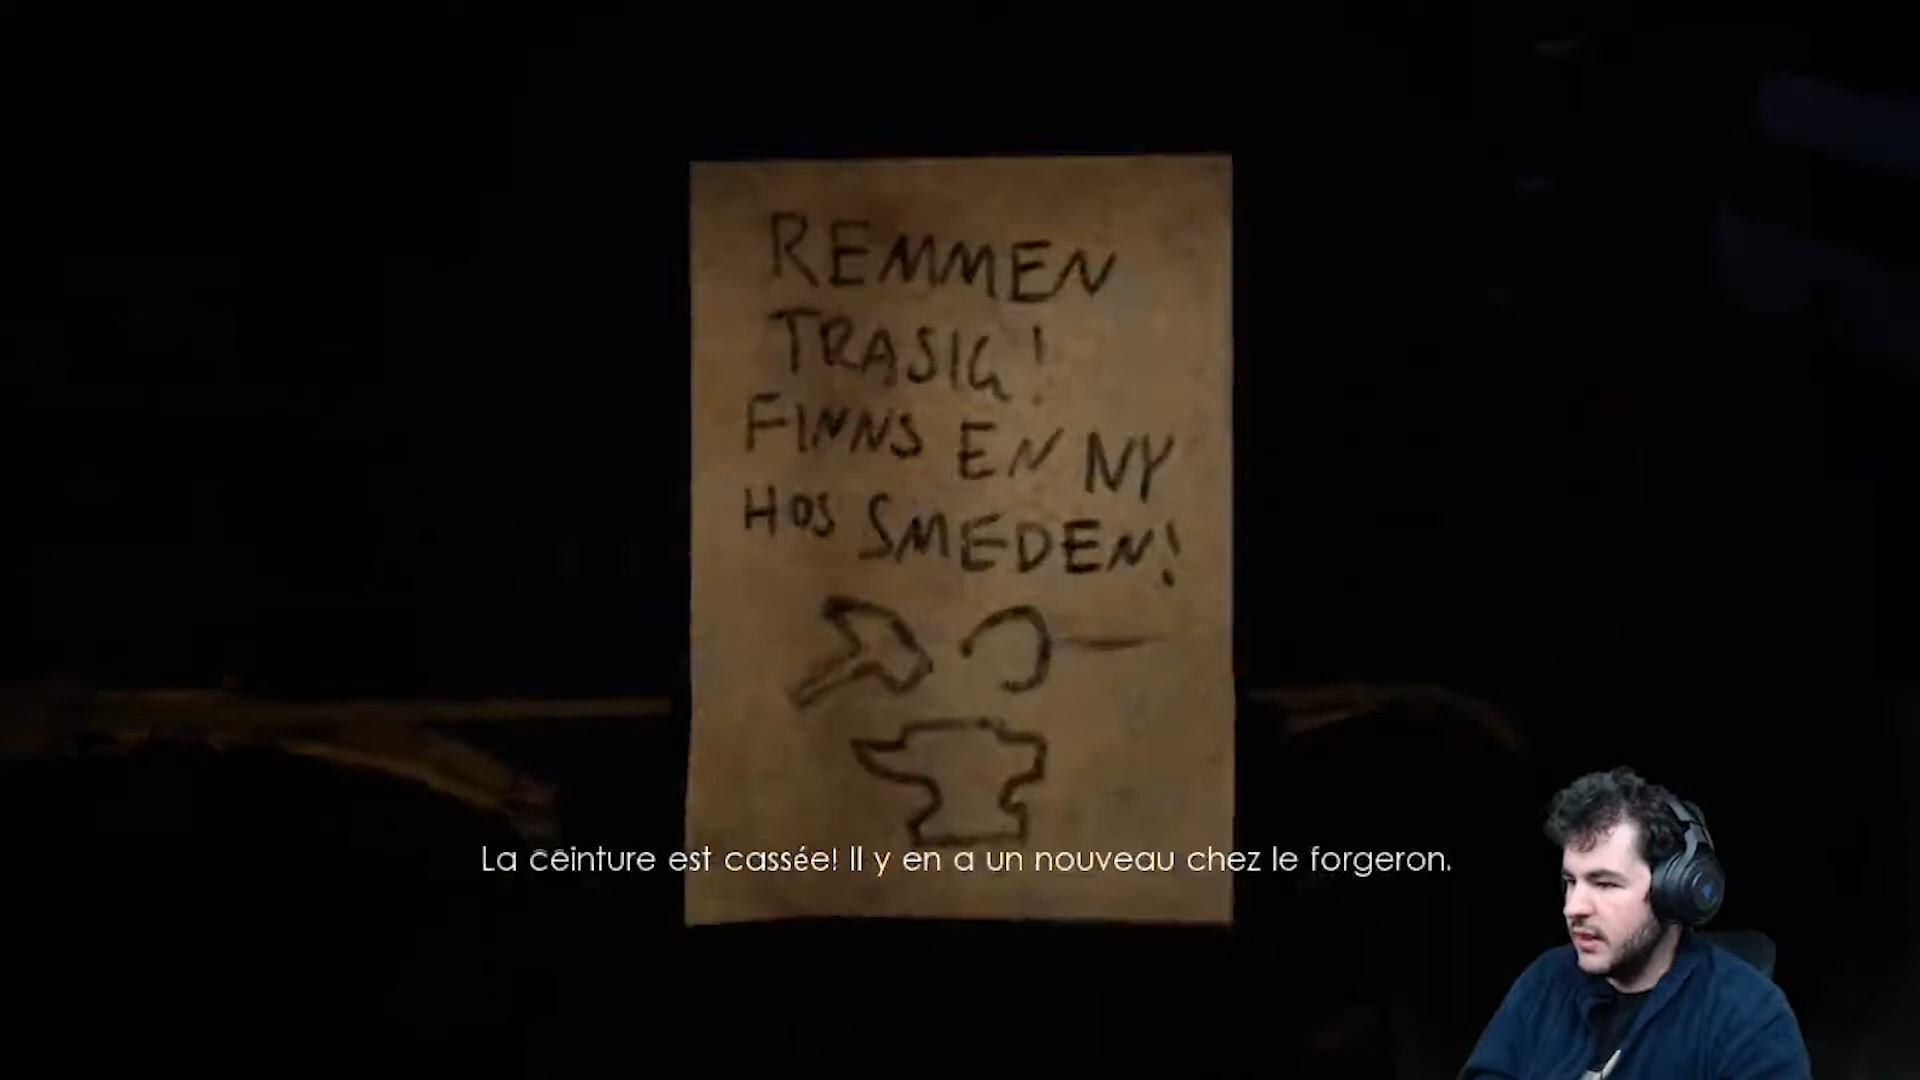 REMMEN
TRASIG!
FINNS EN NY
HOS SMEDEN!
La ceinture est cassée! Il y en a un nouveau chez le forgeron.